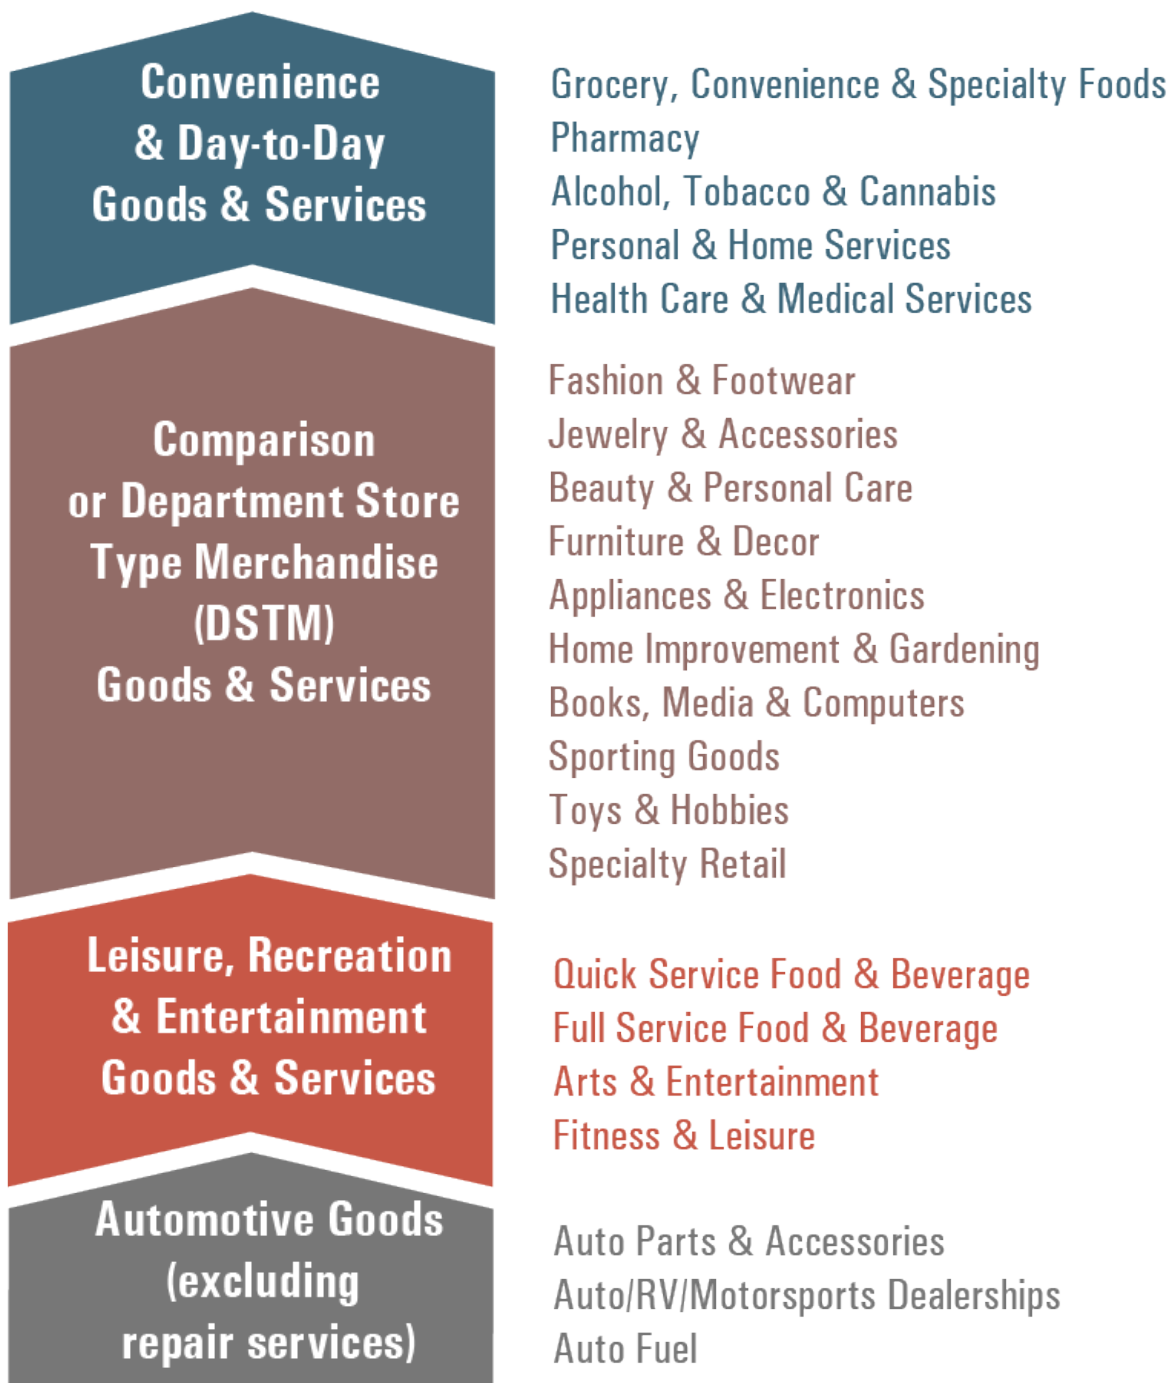 Convenience
& Day-to-Day
Goods & Services
Grocery, Convenience & Specialty Foods
Pharmacy
Alcohol, Tobacco & Cannabis
Personal & Home Services
Health Care & Medical Services
Comparison
or Department Store
Type Merchandise
(DSTM)
Goods & Services
Fashion & Footwear
Jewelry & Accessories
Beauty & Personal Care
Furniture & Decor
Appliances & Electronics
Home Improvement & Gardening
Books, Media & Computers
Sporting Goods
Toys & Hobbies
Specialty Retail
Leisure, Recreation
& Entertainment
Goods & Services
Quick Service Food & Beverage
Full Service Food & Beverage
Arts & Entertainment
Fitness & Leisure
Automotive Goods
(excluding
repair services)
Auto Parts & Accessories
Auto/RV/Motorsports Dealerships
Auto Fuel